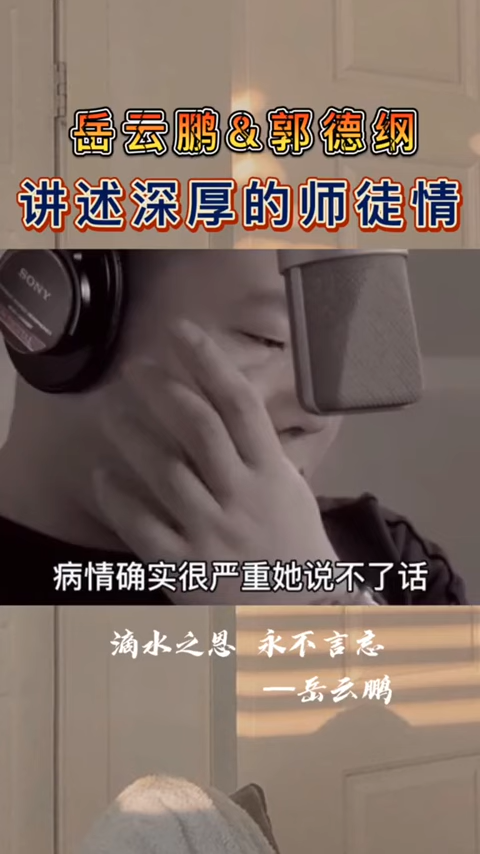 岳云鹏&郭德纲
讲述深厚的师徒情
SONY
病情确实很严重她说不了话
滴水之恩 永不言忘
—岳云鹏